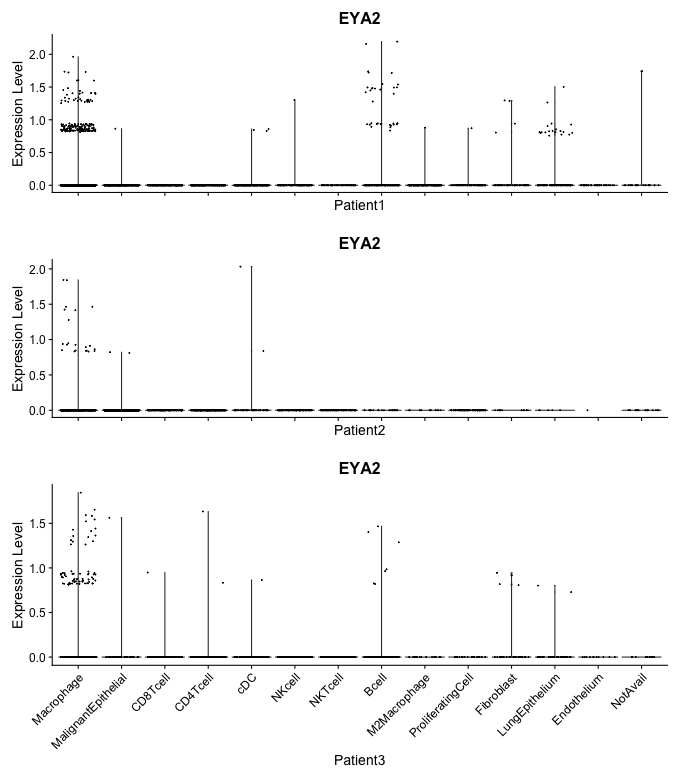 EYA2
Expression Level
2.0
1.5
1.0
0.5
0.0
Patient1
EYA2
Expression Level
2.0
1.5
1.0
0.5
0.0
Patient2
EYA2
Expression Level
1.5
1.0
0.5
0.0
Macrophage
MalignantEpithelial
CD8Tcell
CD4Tcell
cDC
NKcell
NKTcell
Bcell
M2Macrophage
ProliferatingCell
Fibroblast
LungEpithelium
Endothelium
NotAvail
Patient3